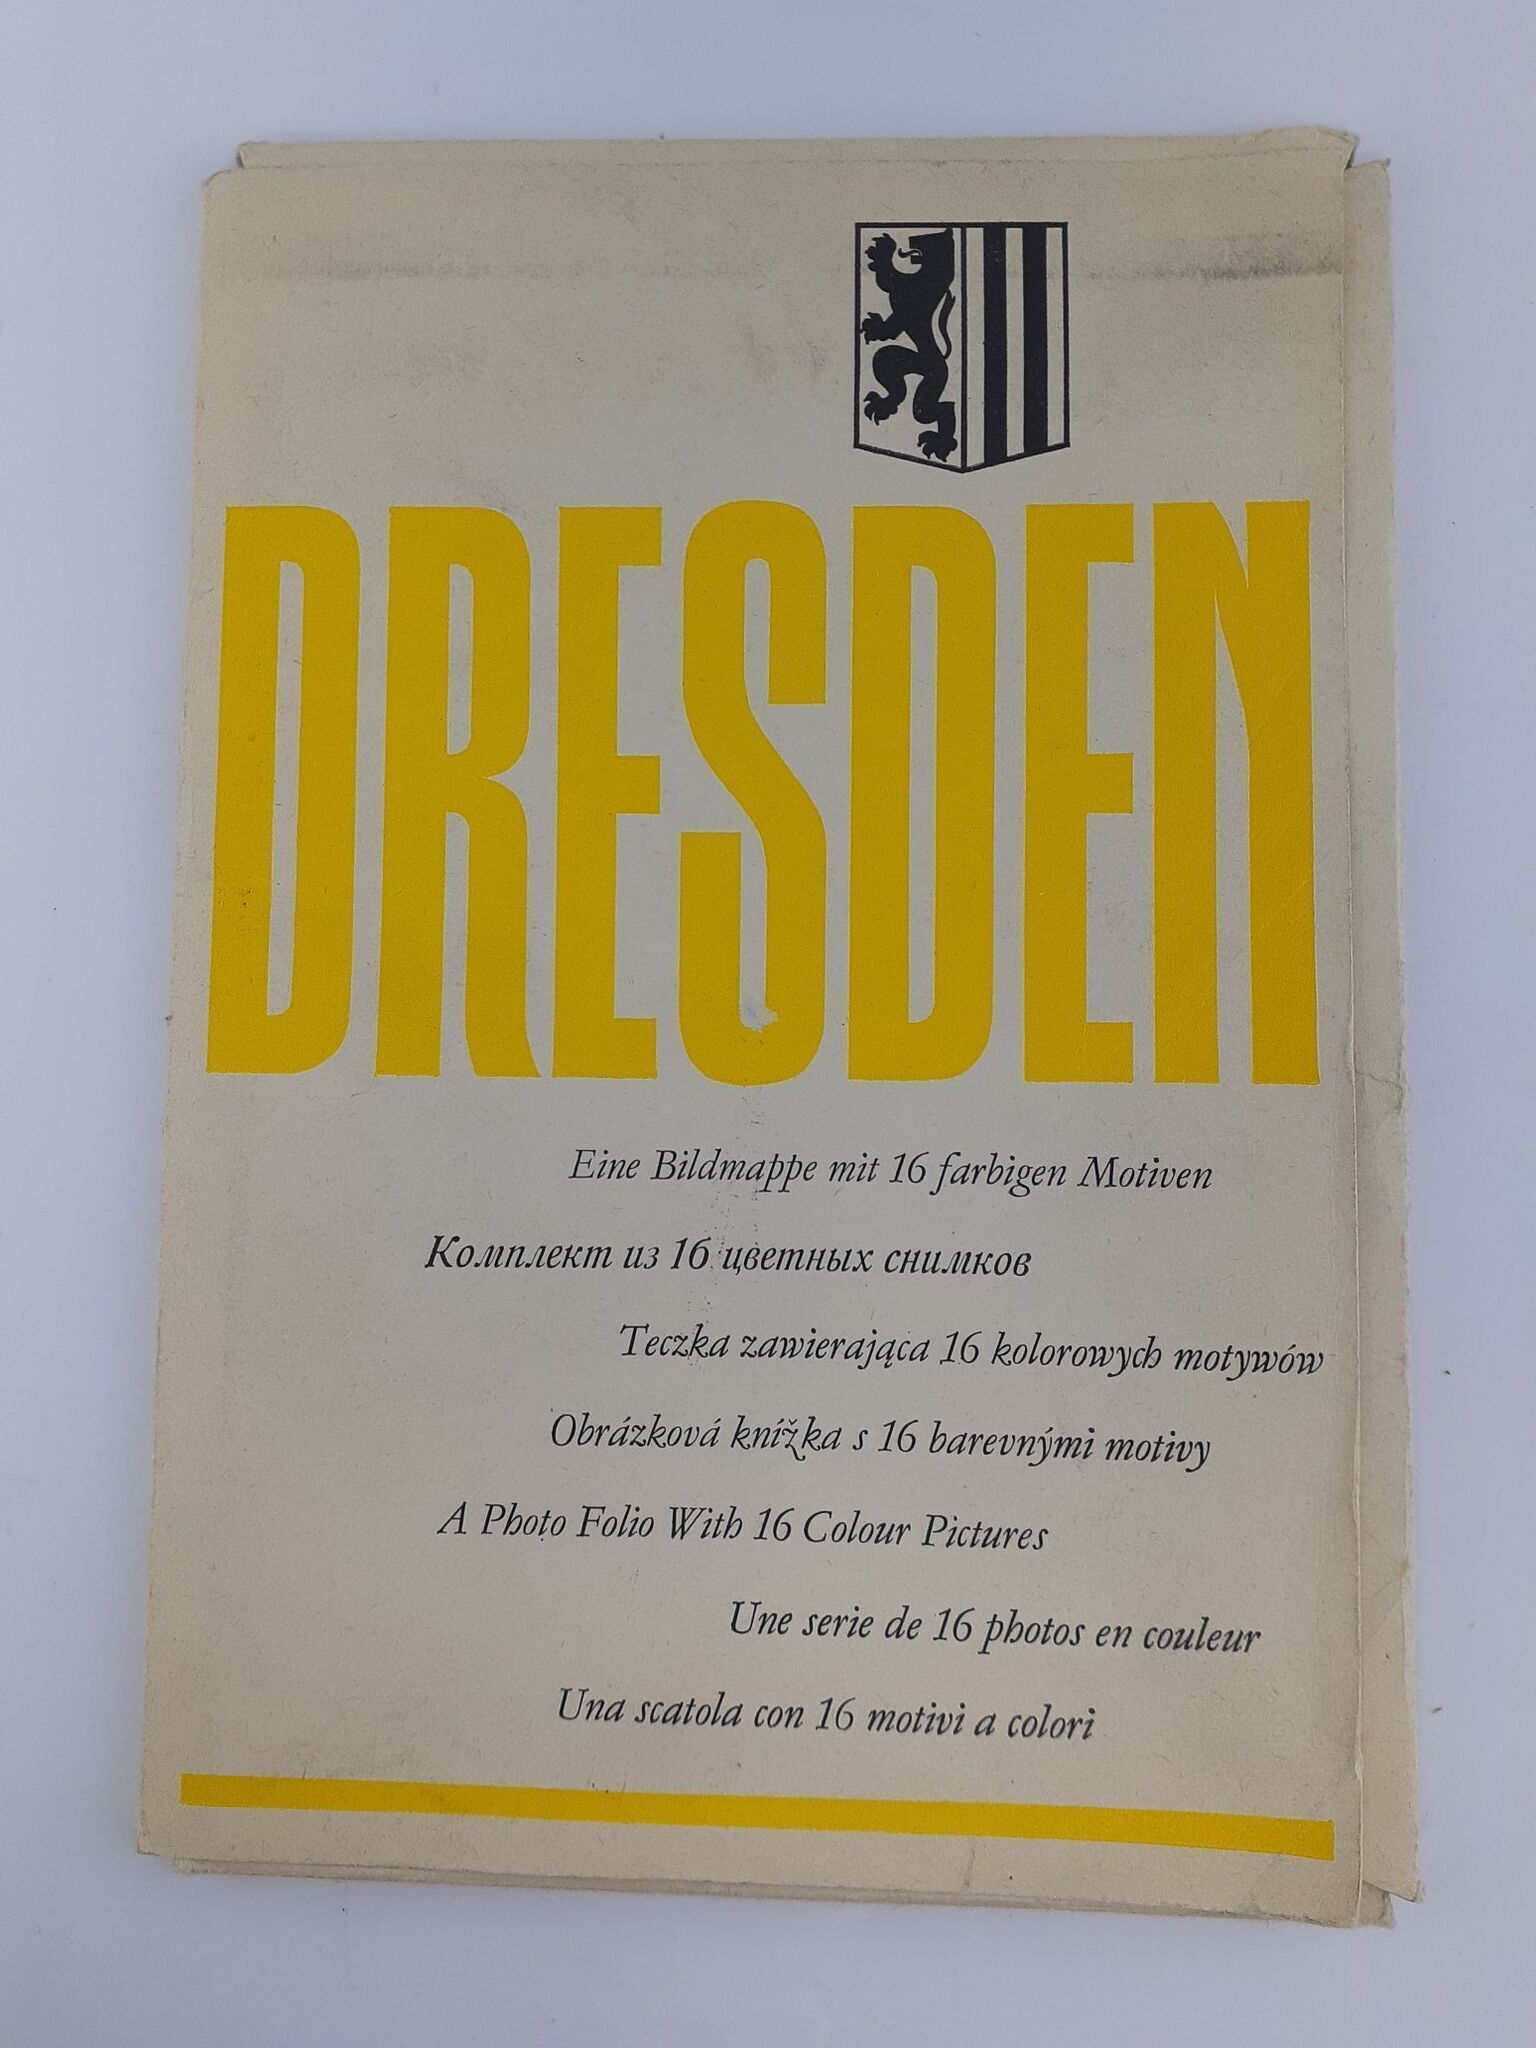 DRESDEN
Eine Bildmappe mit 16 farbigen Motiven
Комплект из 16 цветных снимков
Teczka zawierająca 16 kolorowych motywów
Obrázková knížka s 16 barevnými motivy
A Photo Folio With 16 Colour Pictures
Une serie de 16 photos en couleur
Una scatola con 16 motivi a colori